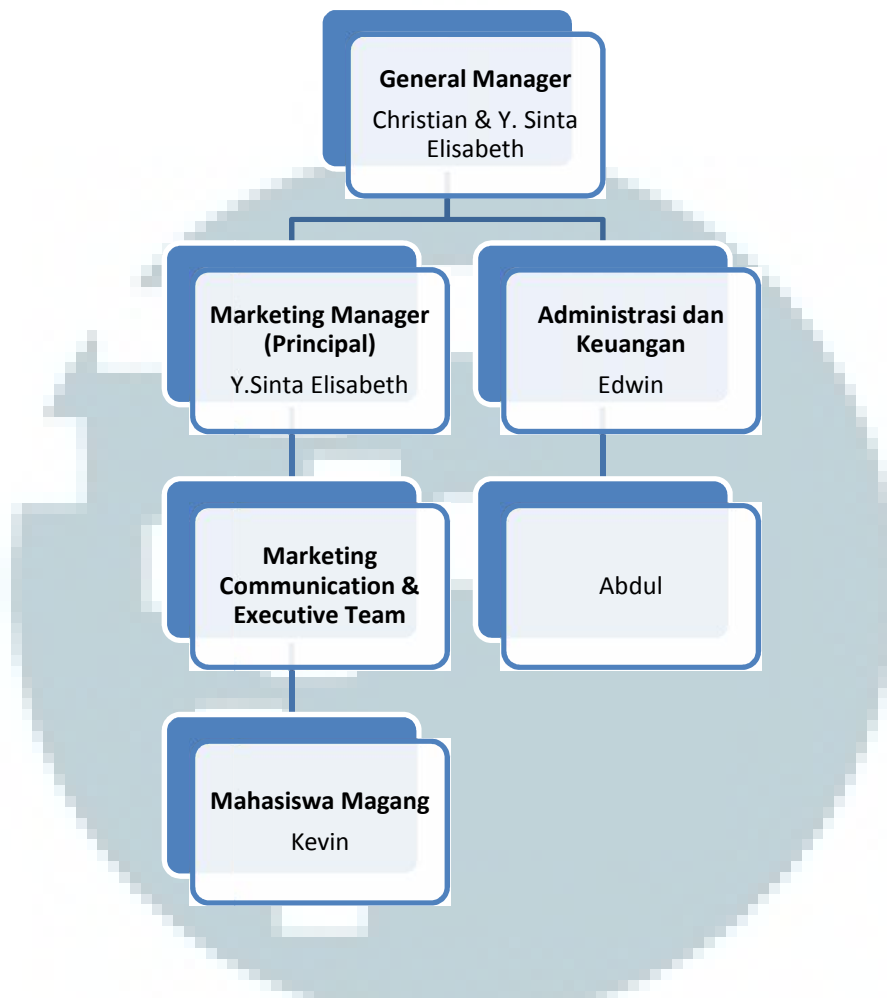 General Manager
Christian & Y. Sinta
Elisabeth
Marketing Manager
(Principal)
Y.Sinta Elisabeth
Administrasi dan
Keuangan
Edwin
Marketing
Communication &
Executive Team
Abdul
Mahasiswa Magang
Kevin